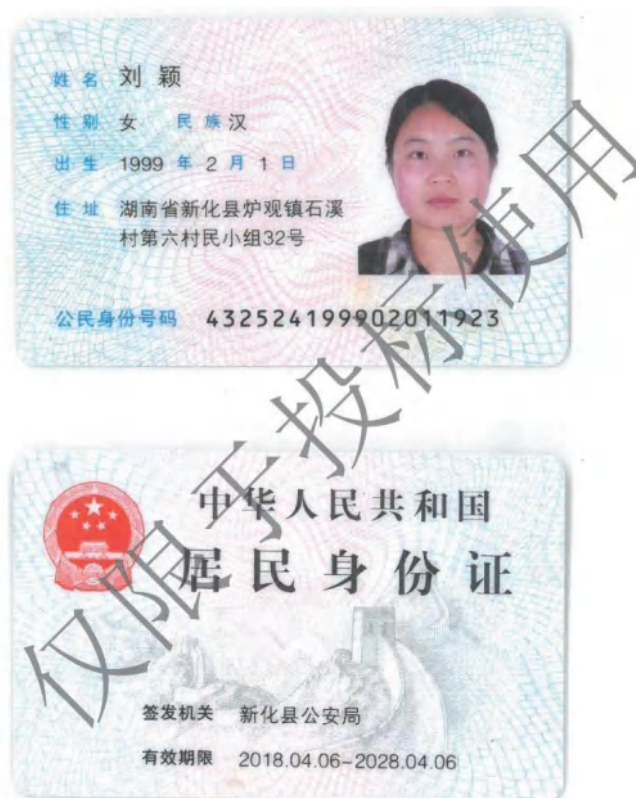 姓名 刘颖
性别 女 民族 汉
出生 1999 年 2 月 1 日
住址 湖南省新化县炉观镇石溪
村第六村民小组32号
公民身份号码 432524199902011923
中华人民共和国
居民身份证
签发机关 新化县公安局
有效期限 2018.04.06-2028.04.06
仅限于投标使用